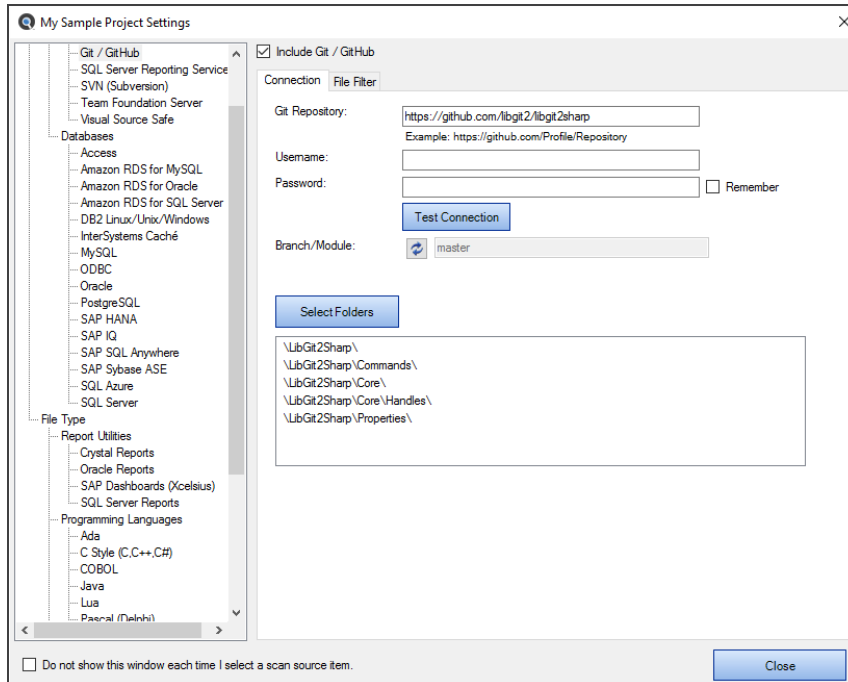 My Sample Project Settings
Git / GitHub
SQL Server Reporting Service
SVN (Subversion)
Team Foundation Server
Visual Source Safe
Databases
Access
Amazon RDS for MySQL
Amazon RDS for Oracle
Amazon RDS for SQL Server
DB2 Linux/Unix/Windows
InterSystems Caché
MySQL
ODBC
Oracle
PostgreSQL
SAP HANA
SAP IQ
SAP SQL Anywhere
SAP Sybase ASE
SQL Azure
SQL Server
File Type
Report Utilities
Crystal Reports
Oracle Reports
SAP Dashboards (Xcelsius)
SQL Server Reports
Programming Languages
Ada
C Style (C,C++,C#)
COBOL
Java
Lua
Pascal (Delphi)
Include Git / GitHub
Connection File Filter
Git Repository: https://github.com/libgit2/libgit2sharp
Example: https://github.com/Profile/Repository
Username:
Password: Remember
Test Connection
Branch/Module: master
Select Folders
\LibGit2Sharp\
\LibGit2Sharp\Commands\
\LibGit2Sharp\Core\
\LibGit2Sharp\Core\Handles\
\LibGit2Sharp\Properties\
Do not show this window each time I select a scan source item.
Close